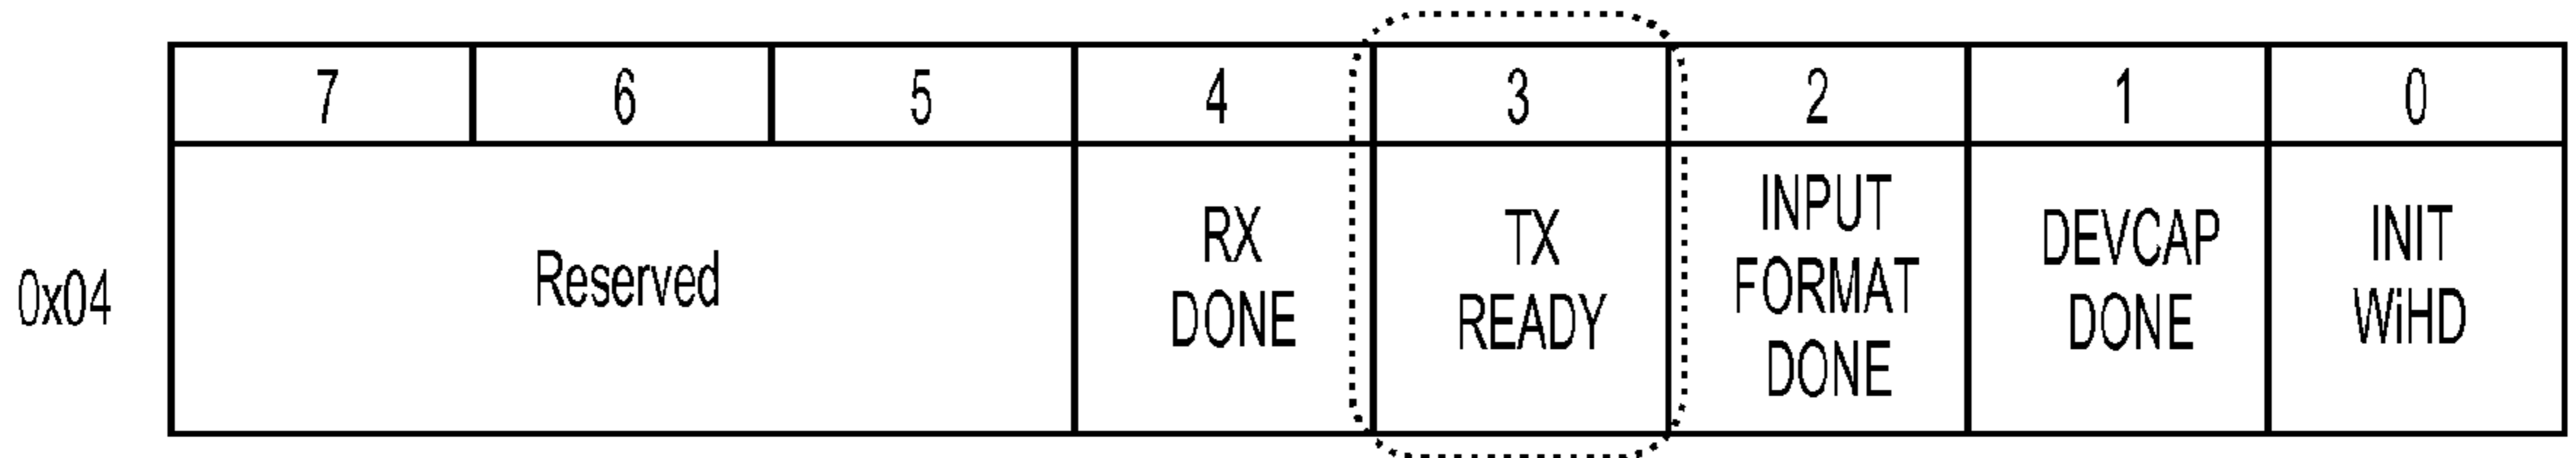 7 6 5 4 3 2 1 0
0x04
Reserved
RX
DONE
TX
READY
INPUT
FORMAT
DONE
DEVCAP
DONE
INIT
WiHD